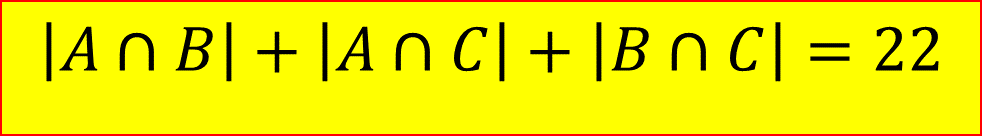 |A ∩ B| + |A ∩ C| + |B ∩ C| = 22